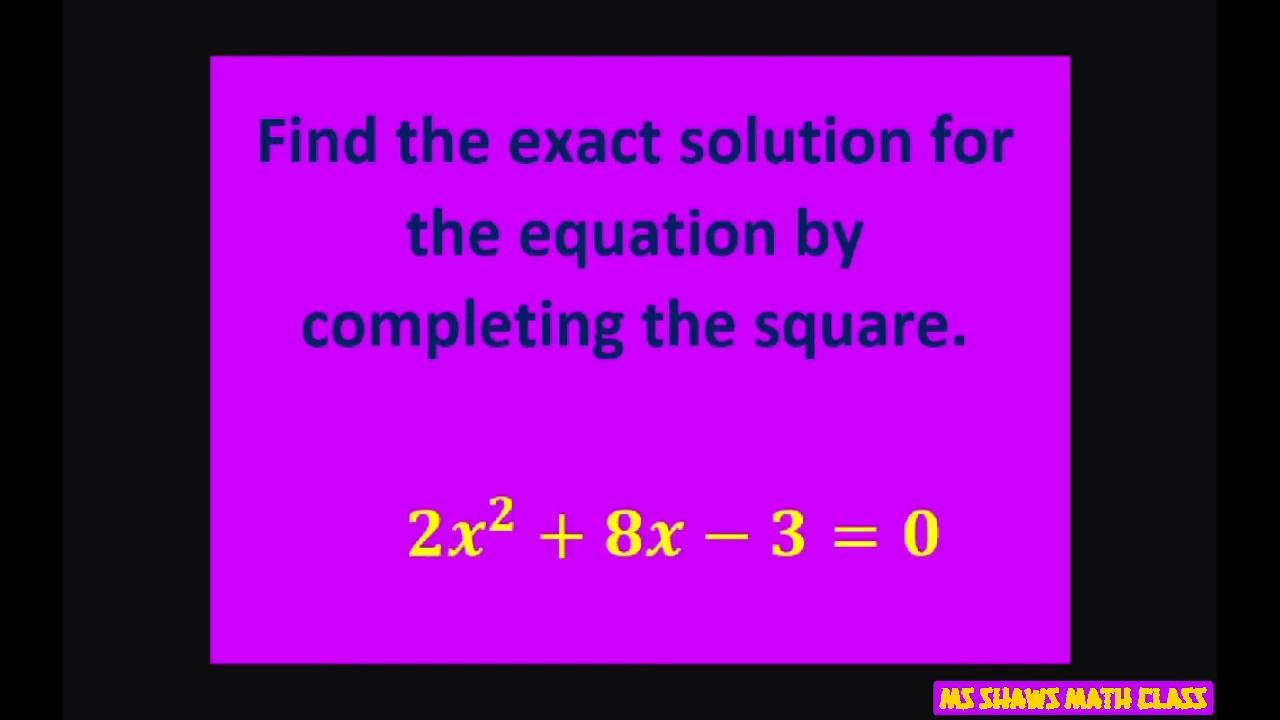 Find the exact solution for
the equation by
completing the square.
2x² + 8x − 3 = 0
MS SHAWS MATH CLASS